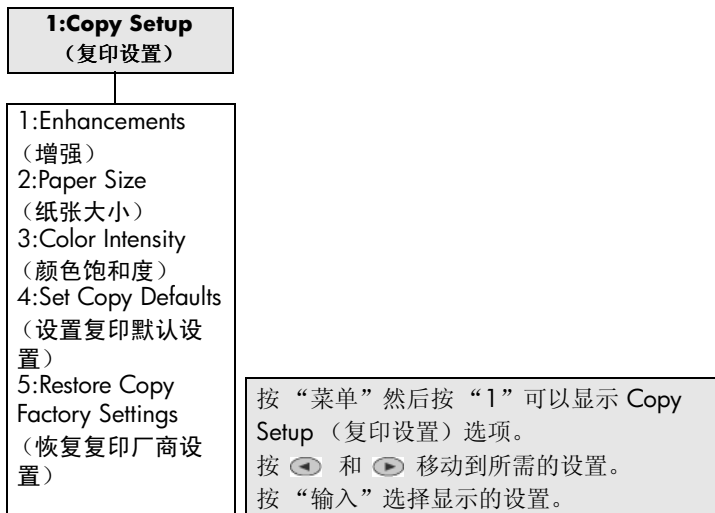 1:Copy Setup
（复印设置）
1:Enhancements
（增强）
2:Paper Size
（纸张大小）
3:Color Intensity
（颜色饱和度）
4:Set Copy Defaults
（设置复印默认设
置）
5:Restore Copy
Factory Settings
（恢复复印厂商设
置）
按“菜单”然后按“1”可以显示 Copy
Setup（复印设置）选项。
按 和 移动到所需的设置。
按“输入”选择显示的设置。